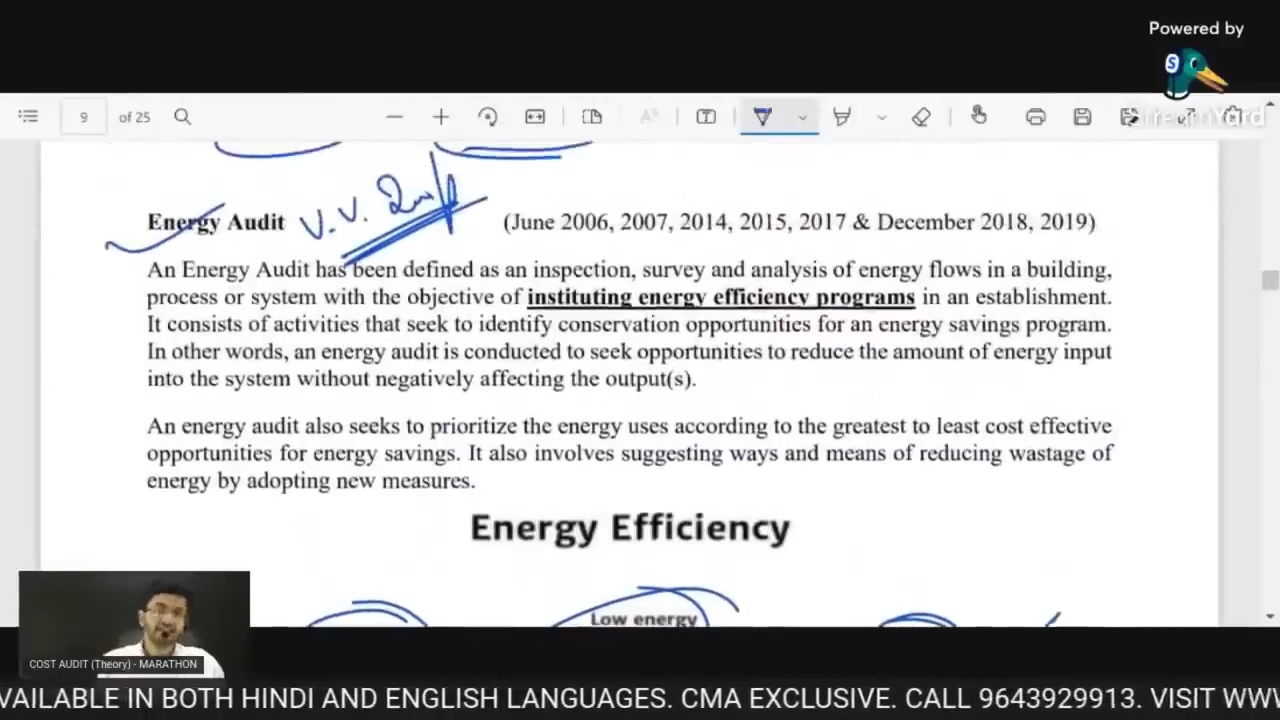 Powered by
S
9 of 25
Energy Audit V. V. Imp (June 2006, 2007, 2014, 2015, 2017 & December 2018, 2019)
An Energy Audit has been defined as an inspection, survey and analysis of energy flows in a building,
process or system with the objective of instituting energy efficiency programs in an establishment.
It consists of activities that seek to identify conservation opportunities for an energy savings program.
In other words, an energy audit is conducted to seek opportunities to reduce the amount of energy input
into the system without negatively affecting the output(s).
An energy audit also seeks to prioritize the energy uses according to the greatest to least cost effective
opportunities for energy savings. It also involves suggesting ways and means of reducing wastage of
energy by adopting new measures.
Energy Efficiency
Low energy
COST AUDIT (Theory) - MARATHON
VAILABLE IN BOTH HINDI AND ENGLISH LANGUAGES. CMA EXCLUSIVE. CALL 9643929913. VISIT WWW